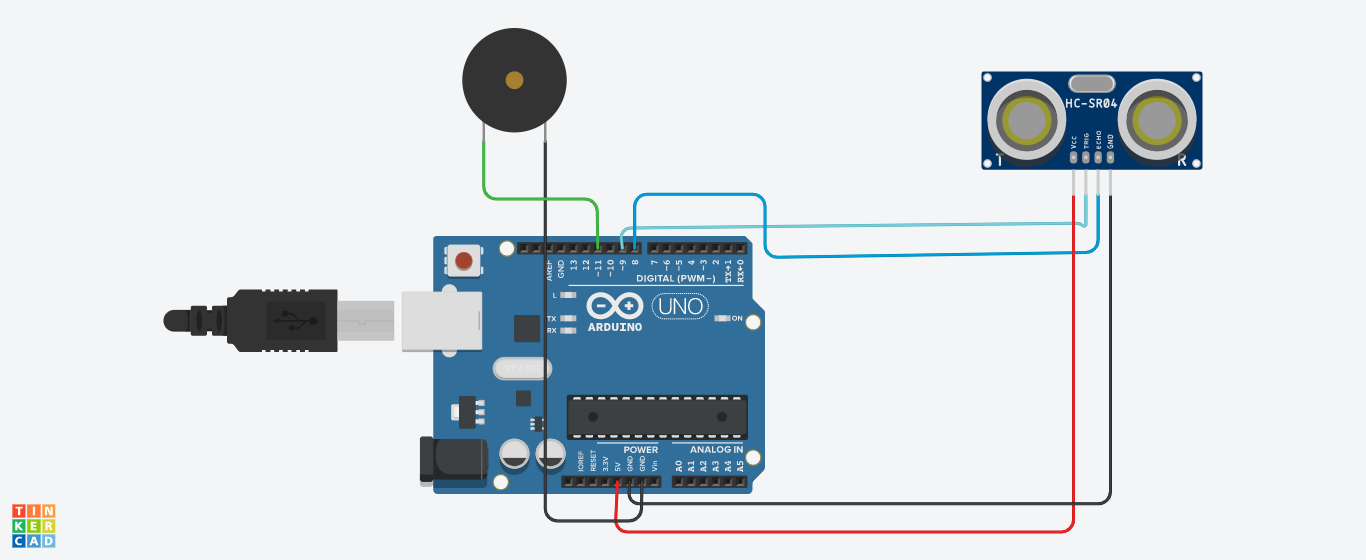 HC-SR04
VCC
TRIG
ECHO
GND
T
R
AREF
GND
13
12
~11
~10
~9
8
7
~6
~5
4
~3
2
TX→1
RX←0
DIGITAL (PWM~)
L
TX
RX
ARDUINO
UNO
ON
POWER
ANALOG IN
IOREF
RESET
3.3V
5V
GND
GND
Vin
A0
A1
A2
A3
A4
A5
TIN
KER
CAD